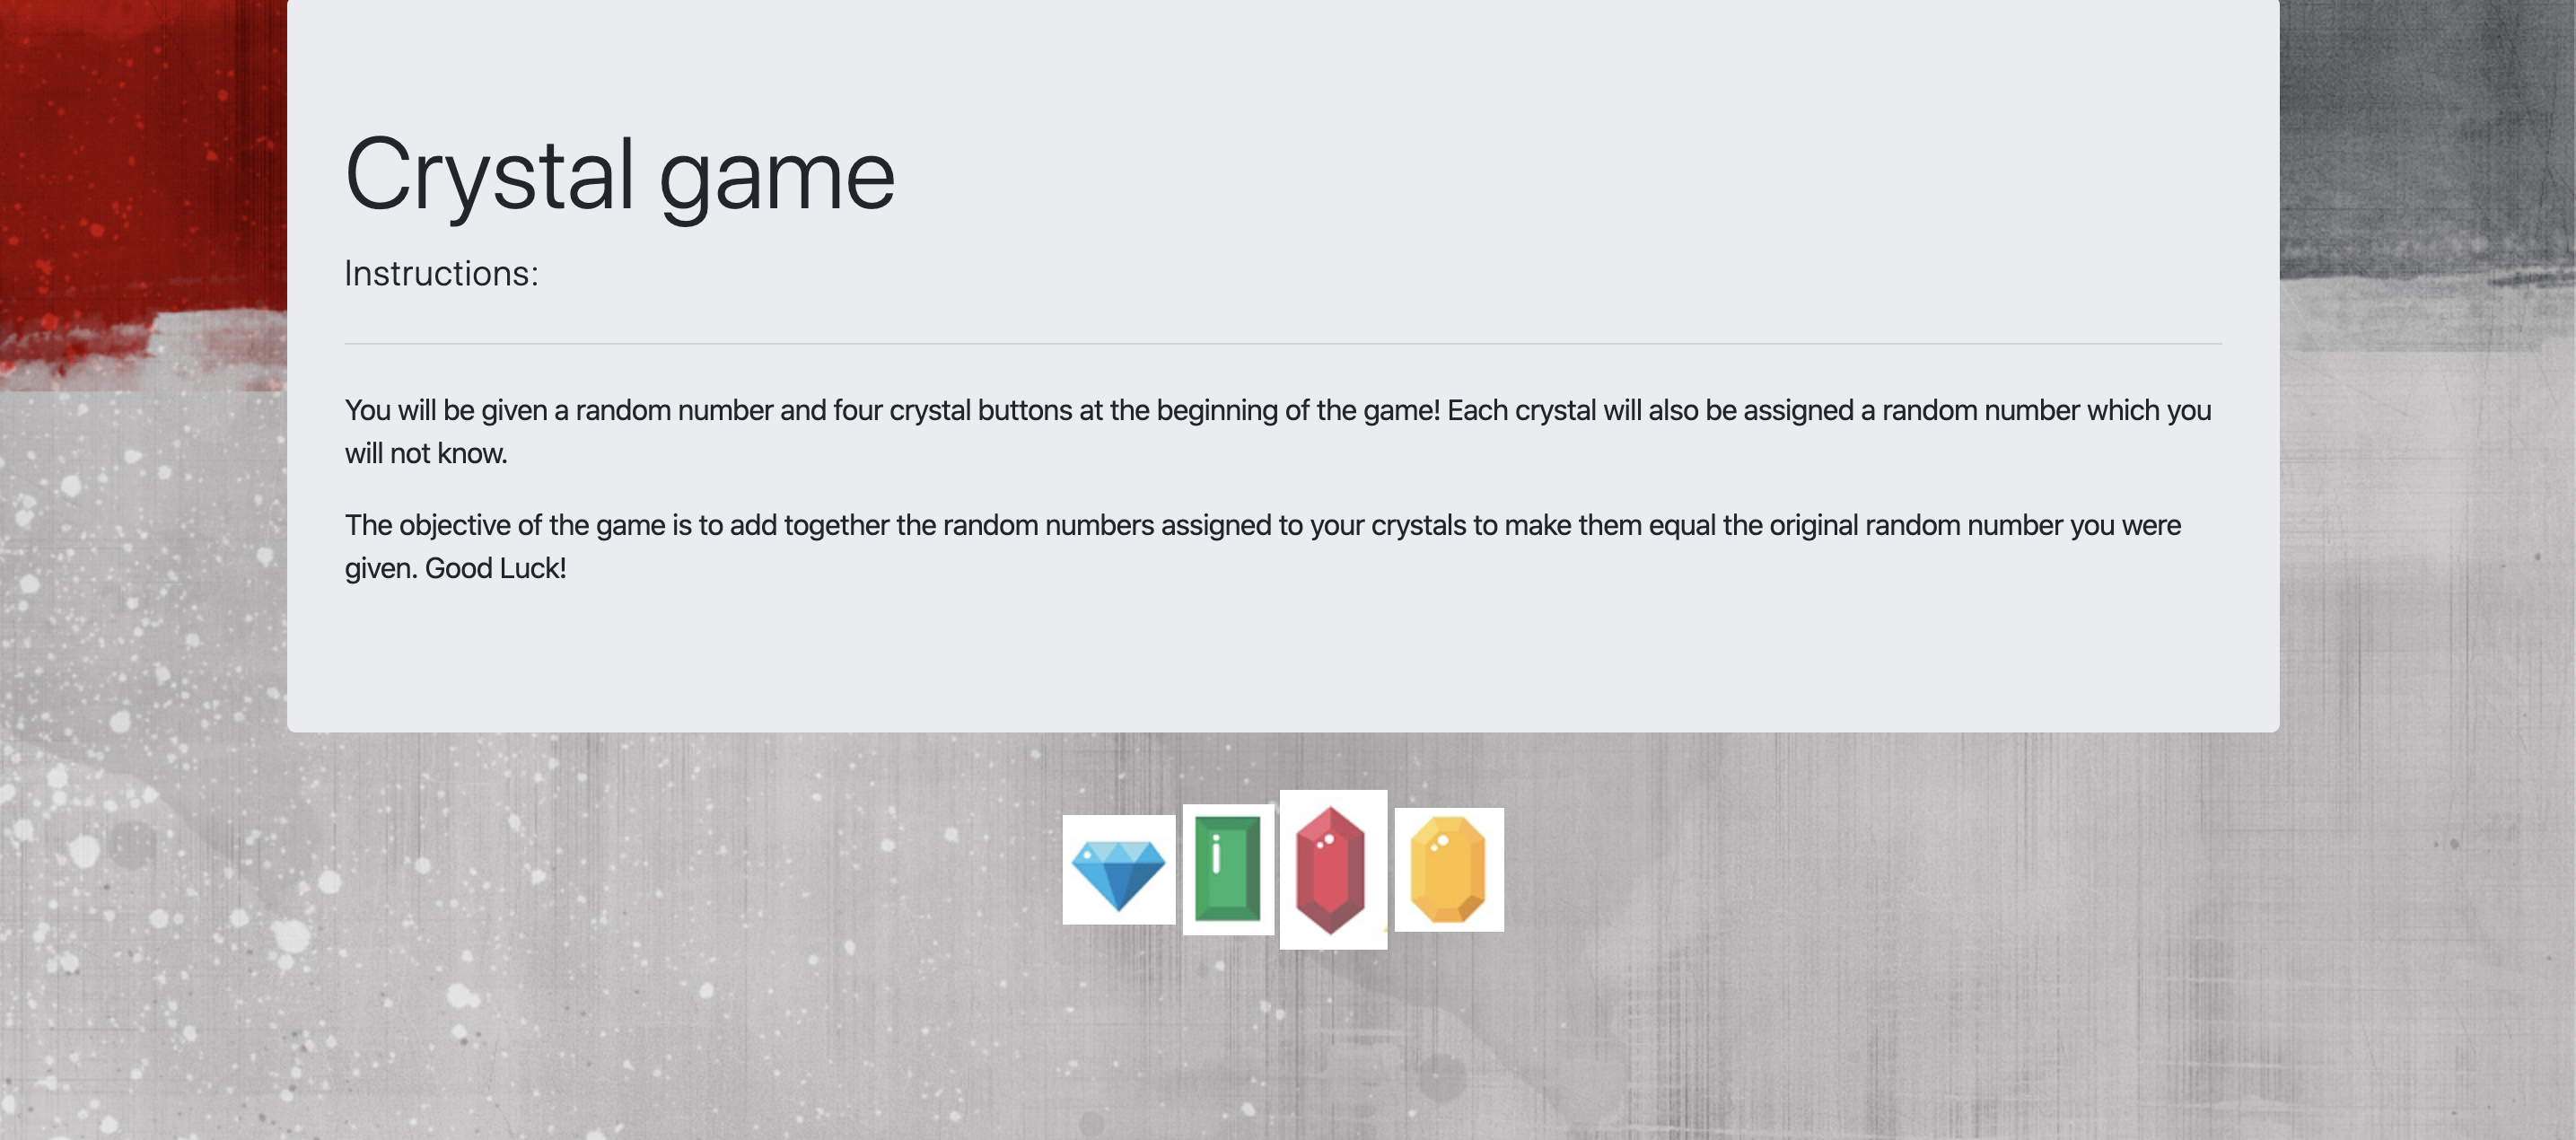 Crystal game
Instructions:
You will be given a random number and four crystal buttons at the beginning of the game! Each crystal will also be assigned a random number which you
will not know.
The objective of the game is to add together the random numbers assigned to your crystals to make them equal the original random number you were
given. Good Luck!